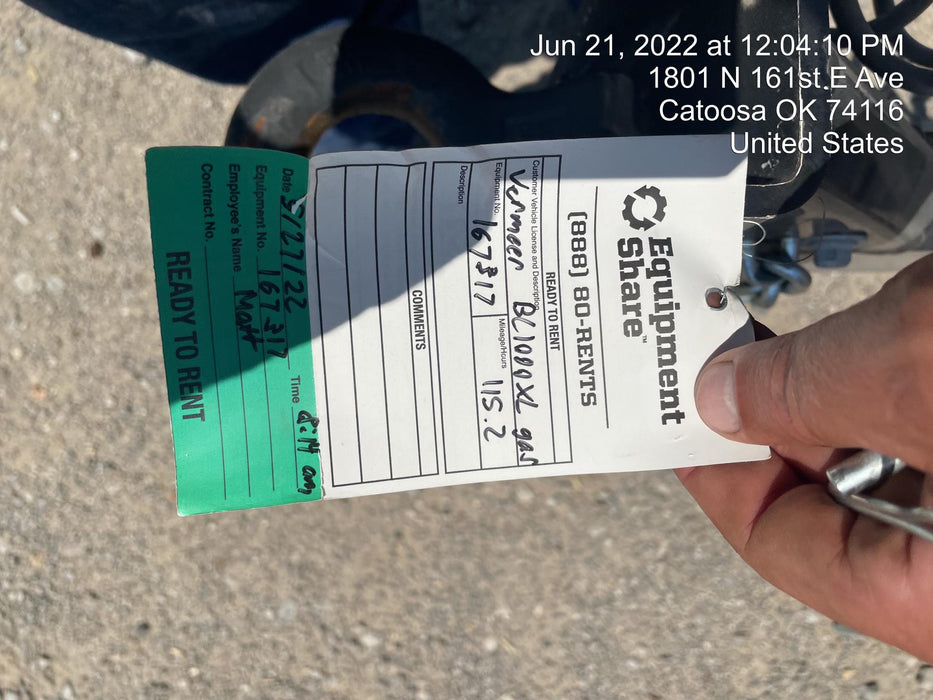 Jun 21, 2022 at 12:04:10 PM
1801 N 161st E Ave
Catoosa OK 74116
United States
Equipment
Share™
(888) 80-RENTS
READY TO RENT
Customer Vehicle License and Description
Vermeer BC1000XL gas
Equipment No. 167317 Mileage/Hours 115.2
Description
COMMENTS
Date 5/27/22 Time 8:14 am
Equipment No. 167317
Employee's Name Matt
Contract No.
READY TO RENT